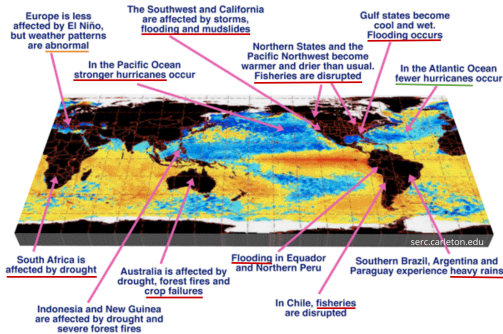 Europe is less
affected by El Niño,
but weather patterns
are abnormal
The Southwest and California
are affected by storms,
flooding and mudslides
In the Pacific Ocean
stronger hurricanes occur
Northern States and the
Pacific Northwest become
warmer and drier than usual.
Fisheries are disrupted
Gulf states become
cool and wet.
Flooding occurs
In the Atlantic Ocean
fewer hurricanes occur
serc.carleton.edu
South Africa is
affected by drought
Indonesia and New Guinea
are affected by drought and
severe forest fires
Australia is affected by
drought, forest fires and
crop failures
Flooding in Equador
and Northern Peru
In Chile, fisheries
are disrupted
Southern Brazil, Argentina and
Paraguay experience heavy rains